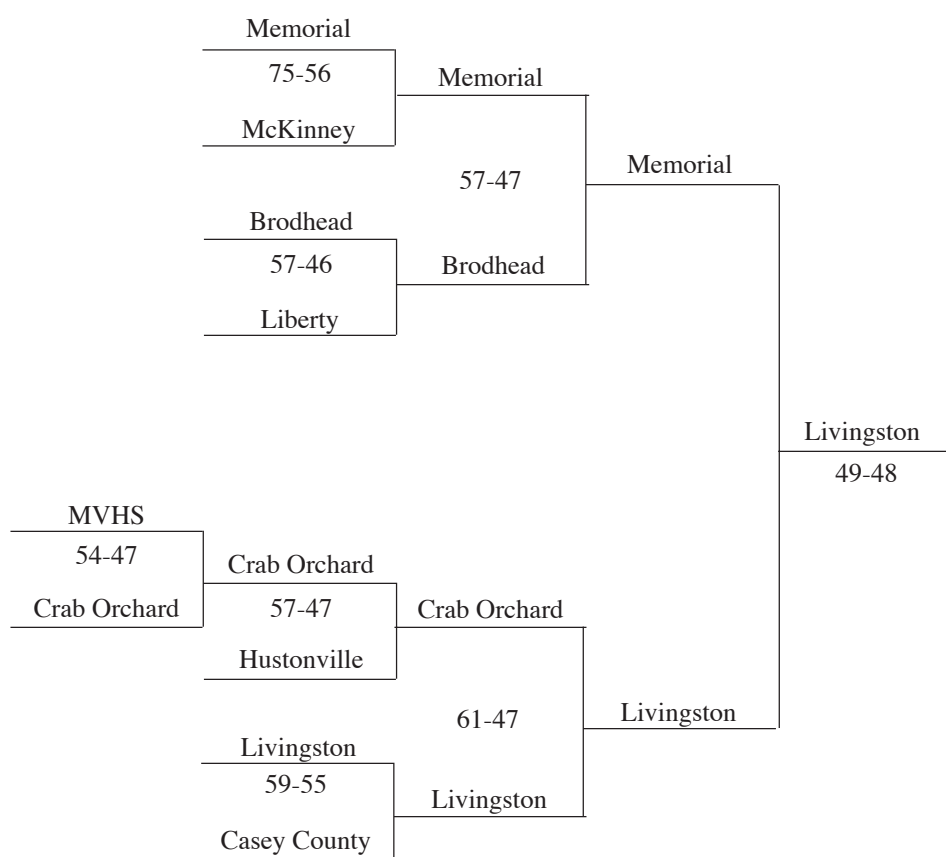 Memorial
75-56
McKinney
Memorial
57-47
Memorial
Brodhead
57-46
Liberty
Brodhead
Livingston
49-48
MVHS
54-47
Crab Orchard
Crab Orchard
57-47
Hustonville
Crab Orchard
61-47
Livingston
Livingston
59-55
Casey County
Livingston